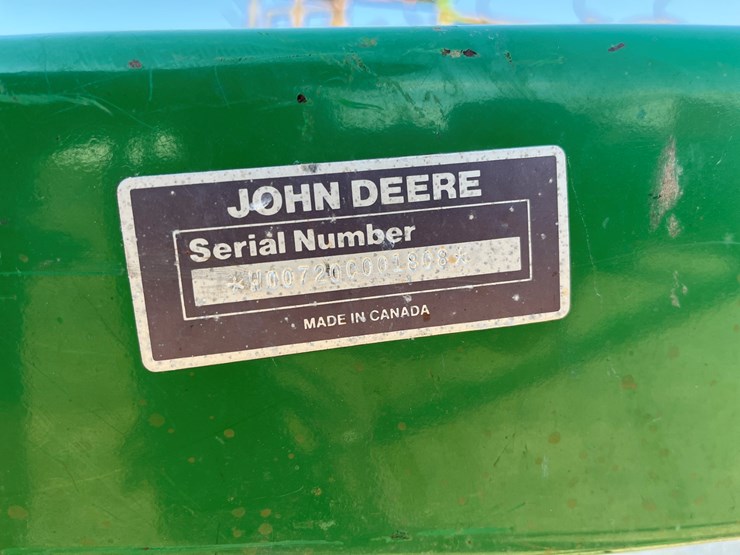 JOHN DEERE
Serial Number
MADE IN CANADA